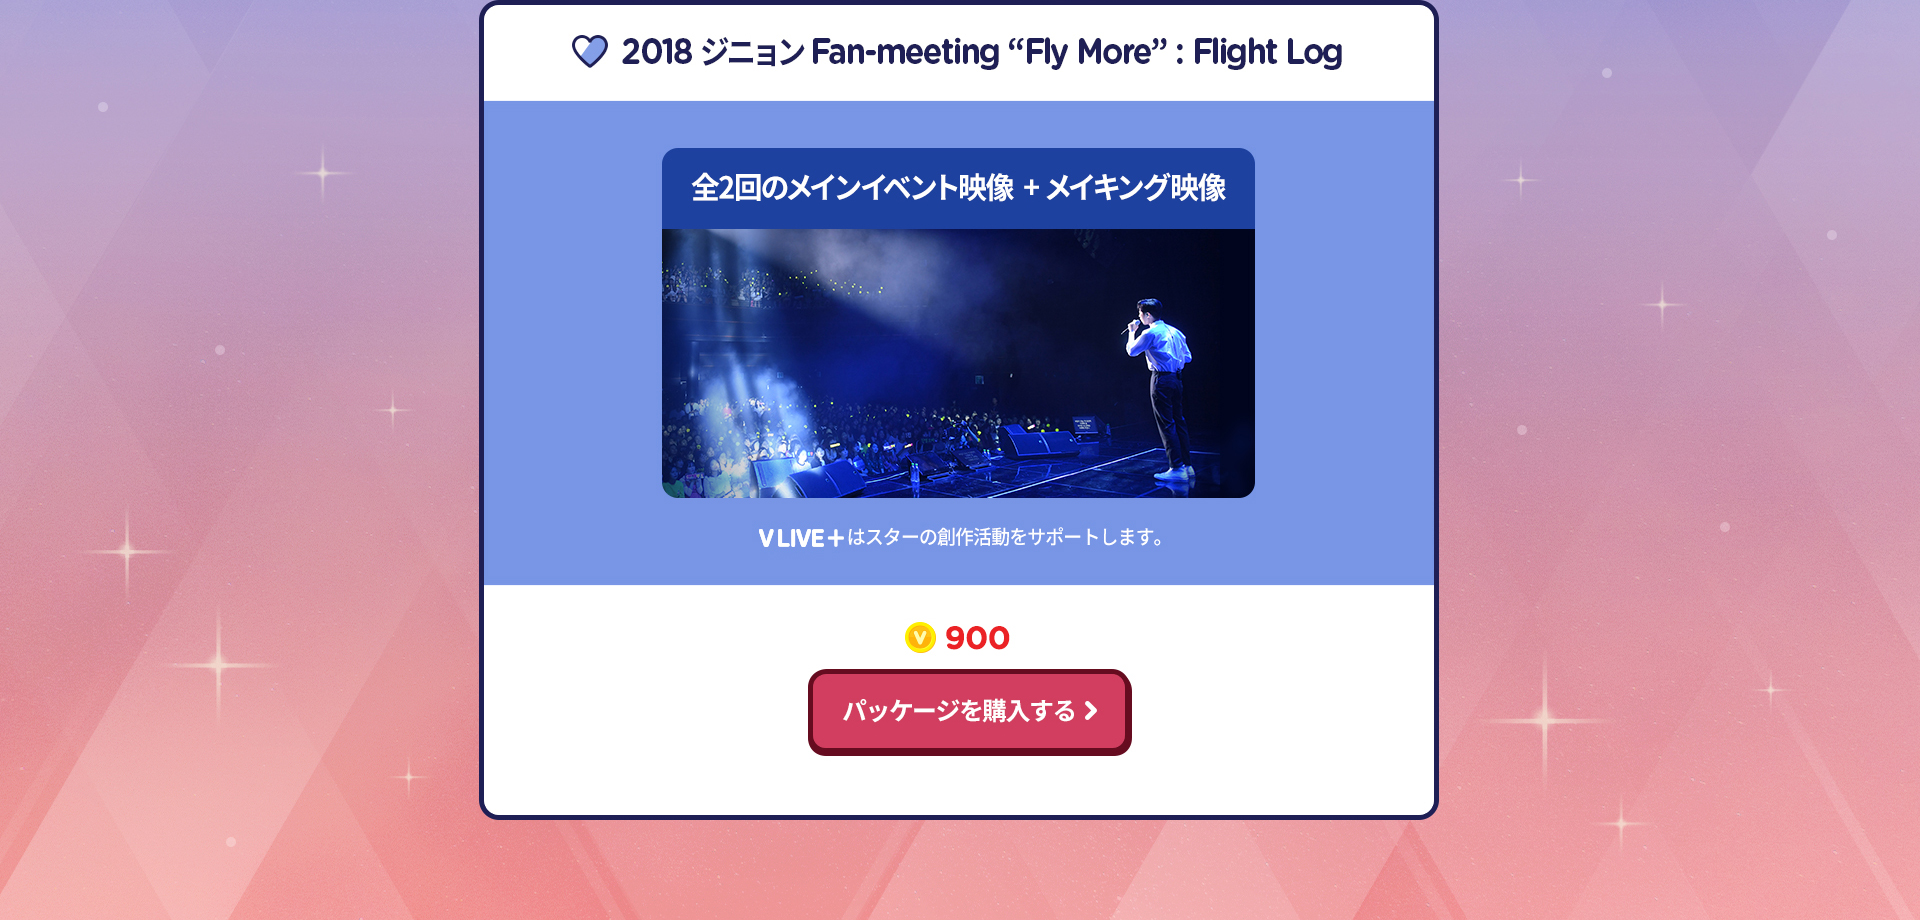 2018 ジニョン Fan-meeting “Fly More” : Flight Log
全2回のメインイベント映像 + メイキング映像
V LIVE+はスターの創作活動をサポートします。
V 900
パッケージを購入する